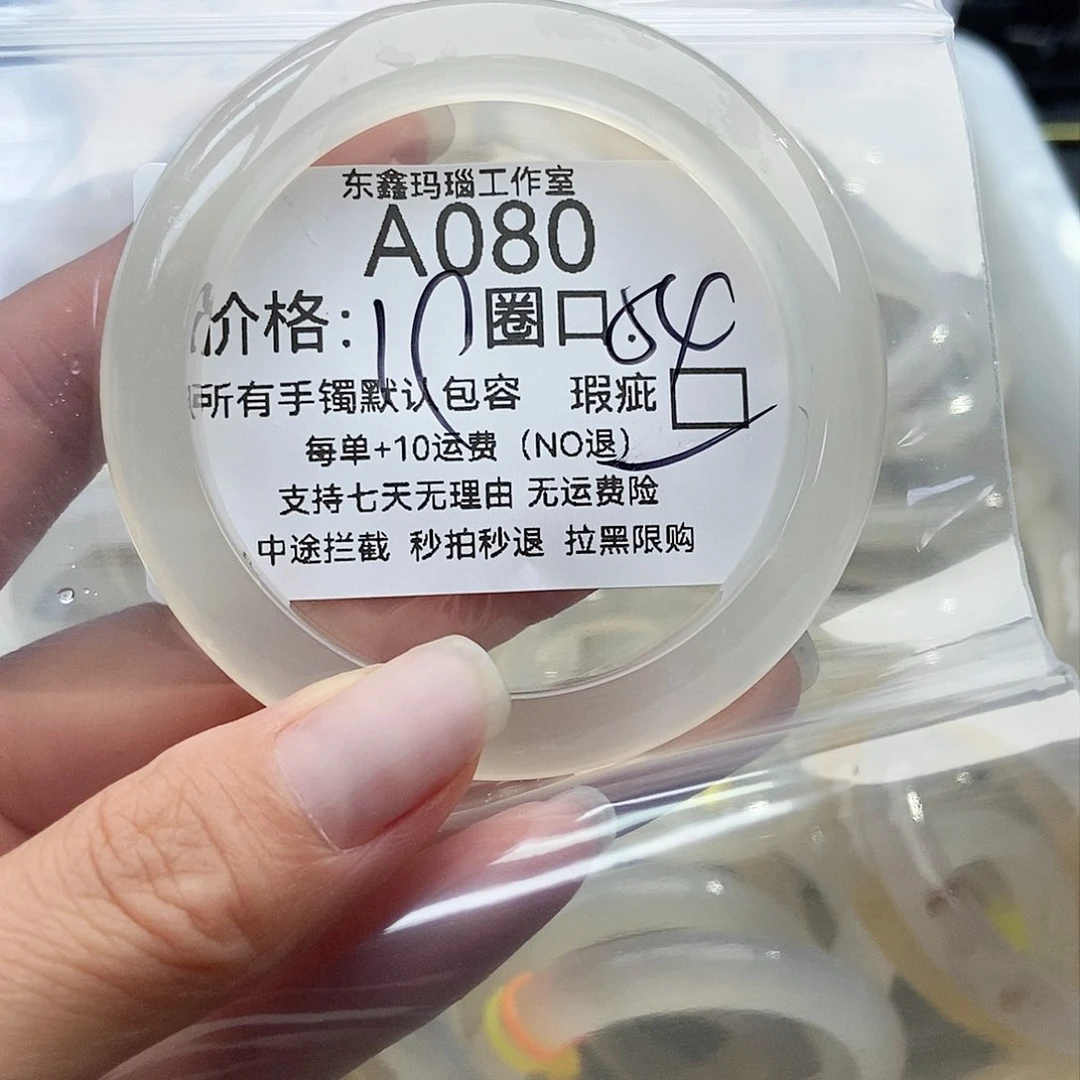 东鑫玛瑙工作室
A080
价格: 10 圈口: 54
所有手镯默认包容 瑕疵
每单+10运费（NO退）
支持七天无理由 无运费险
中途拦截 秒拍秒退 拉黑限购